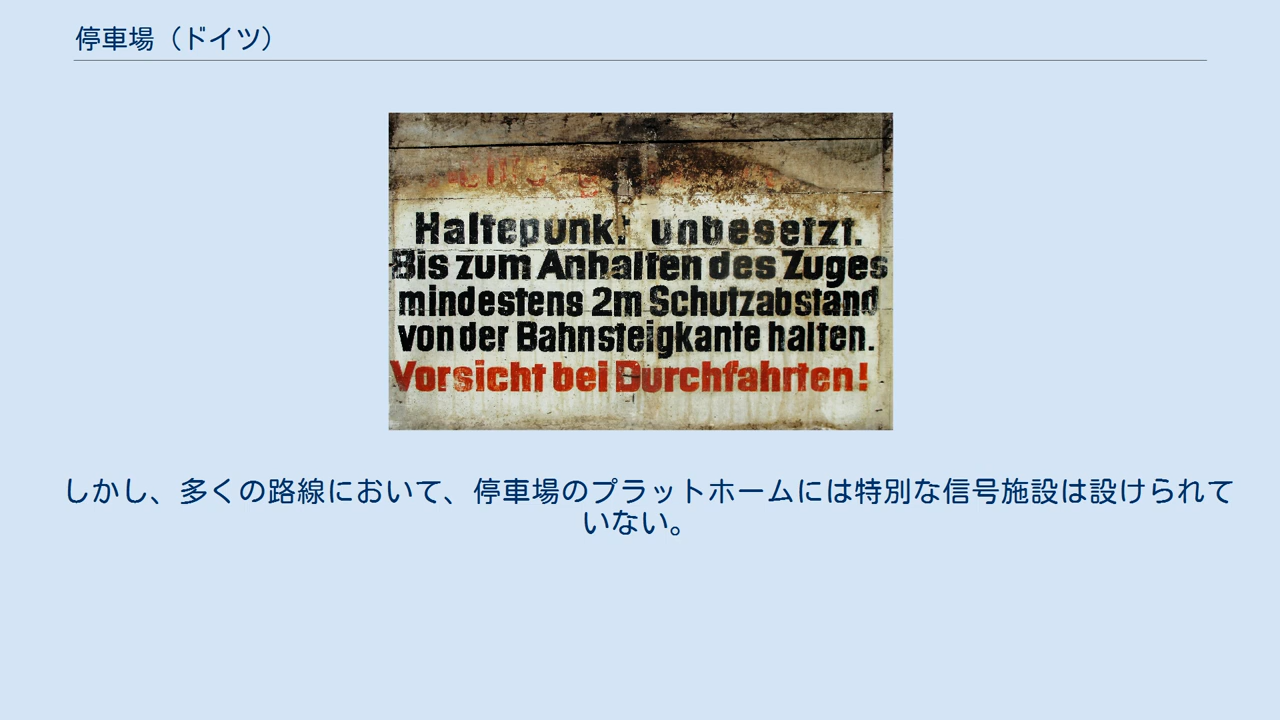 停車場（ドイツ）
Haltepunkt unbesetzt.
Bis zum Anhalten des Zuges
mindestens 2m Schutzabstand
von der Bahnsteigkante halten.
Vorsicht bei Durchfahrten!
しかし、多くの路線において、停車場のプラットホームには特別な信号施設は設けられて
いない。